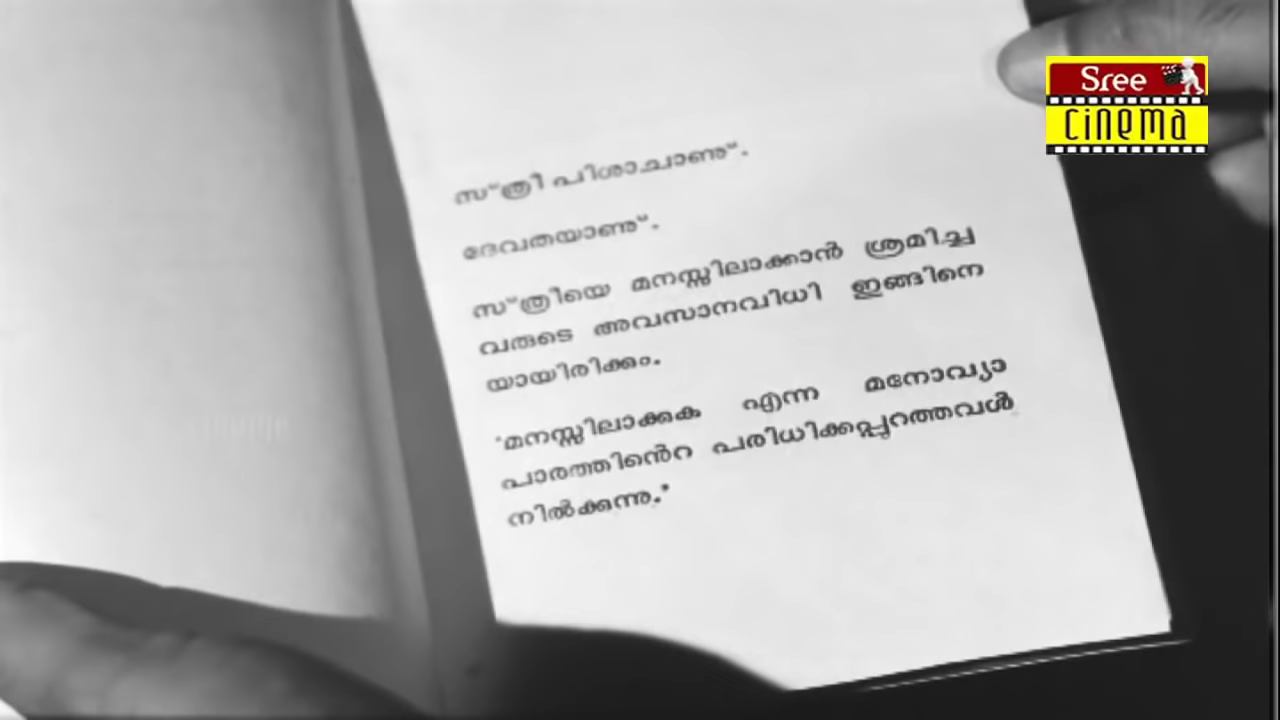 സ്ത്രീ പിശാചാണു്.
ദേവതയാണു്.
സ്ത്രീയെ മനസ്സിലാക്കാൻ ശ്രമിച്ച
വരുടെ അവസാനവിധി ഇങ്ങിനെ
യായിരിക്കും.
'മനസ്സിലാക്കുക എന്ന മനോവ്യാ
പാരത്തിൻെറ പരിധിക്കപ്പുറത്തവൾ
നിൽക്കുന്നു.'
Sree
cinema